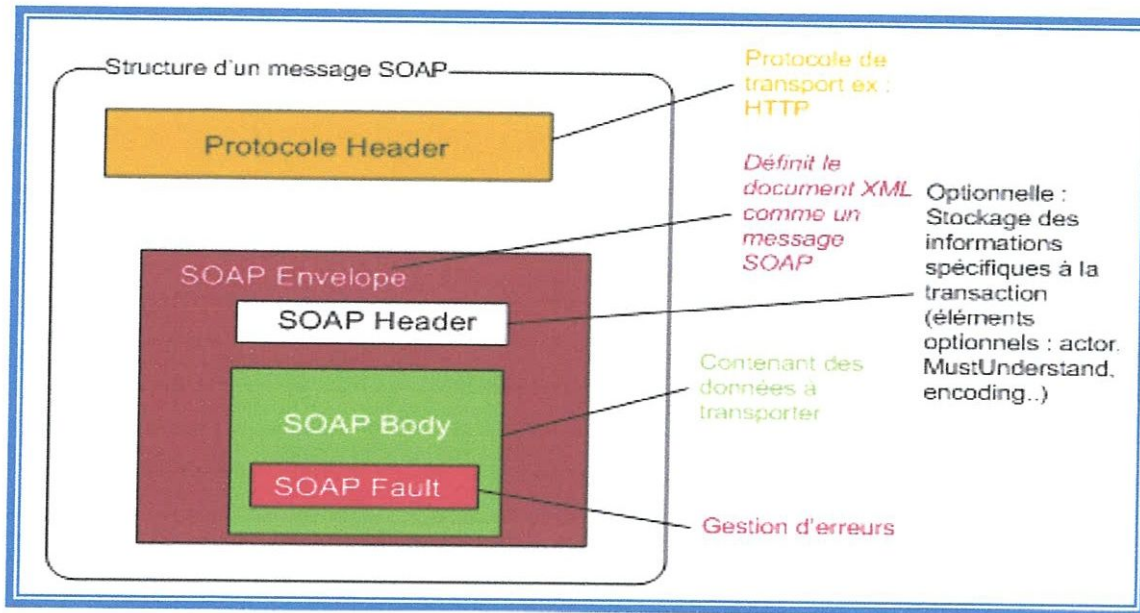 Structure d'un message SOAP
Protocole Header
Protocole de
transport ex :
HTTP
Définit le
document XML
comme un
message
SOAP
Optionnelle :
Stockage des
informations
spécifiques à la
transaction
(éléments
optionnels : actor.
MustUnderstand,
encoding..)
SOAP Envelope
SOAP Header
Contenant des
données à
transporter
SOAP Body
SOAP Fault
Gestion d'erreurs